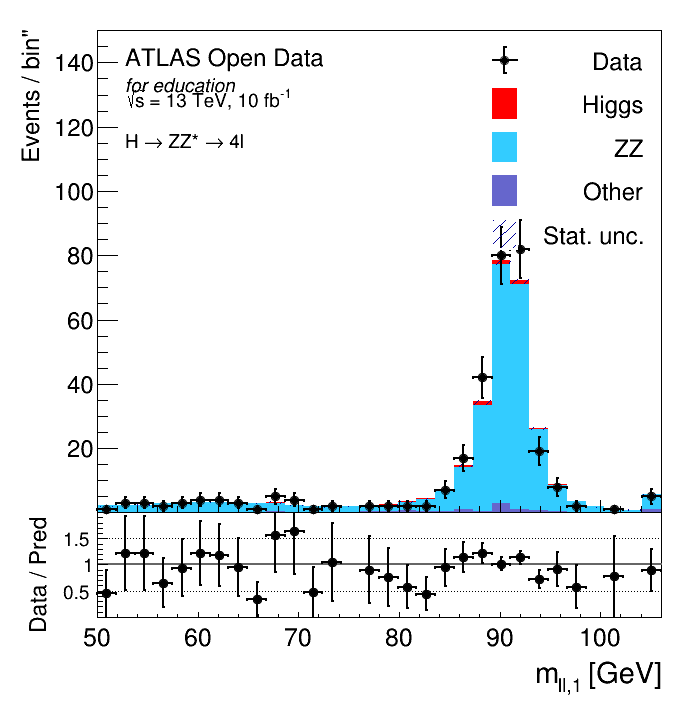 Events / bin"
140
120
100
80
60
40
20
ATLAS Open Data
for education
√s = 13 TeV, 10 fb-1
H → ZZ* → 4l
Data
Higgs
ZZ
Other
Stat. unc.
Data / Pred
1.5
1
0.5
50 60 70 80 90 100
mll,1 [GeV]